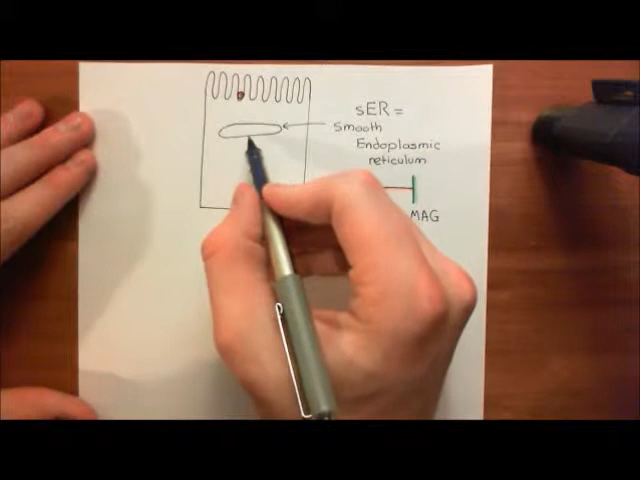 sER =
Smooth
Endoplasmic
reticulum
MAG